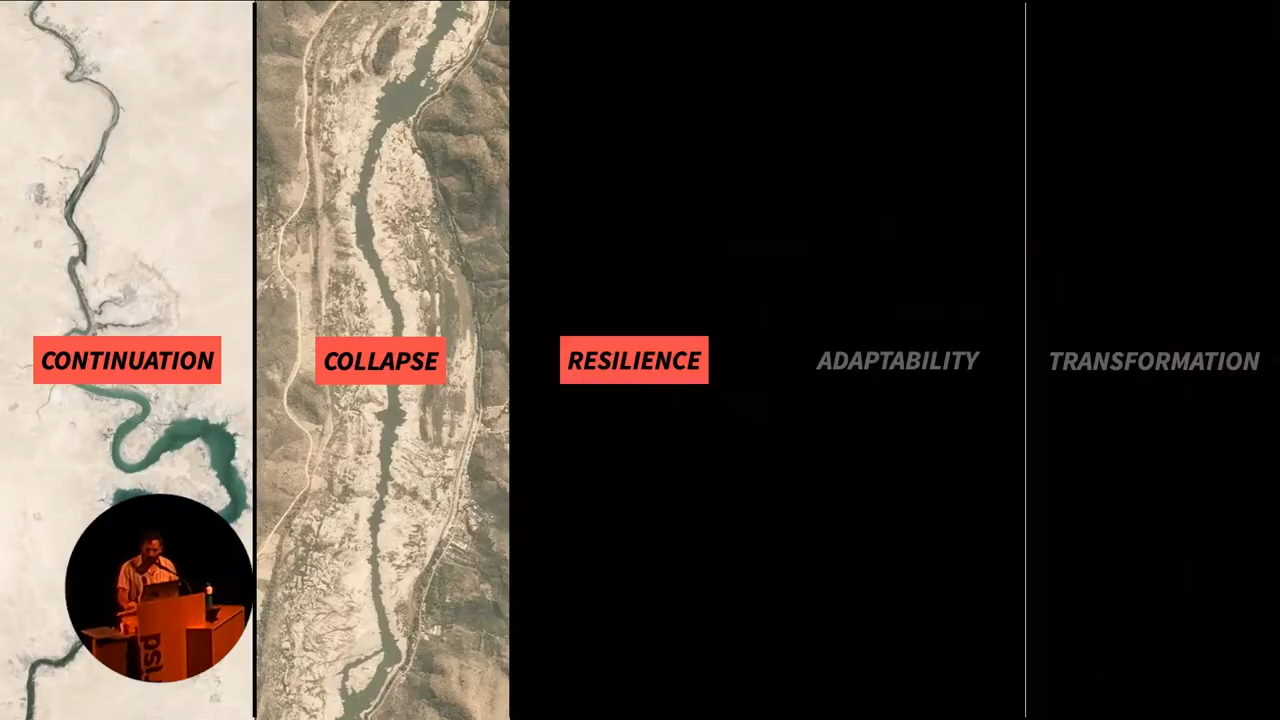 CONTINUATION
COLLAPSE
RESILIENCE
ADAPTABILITY
TRANSFORMATION